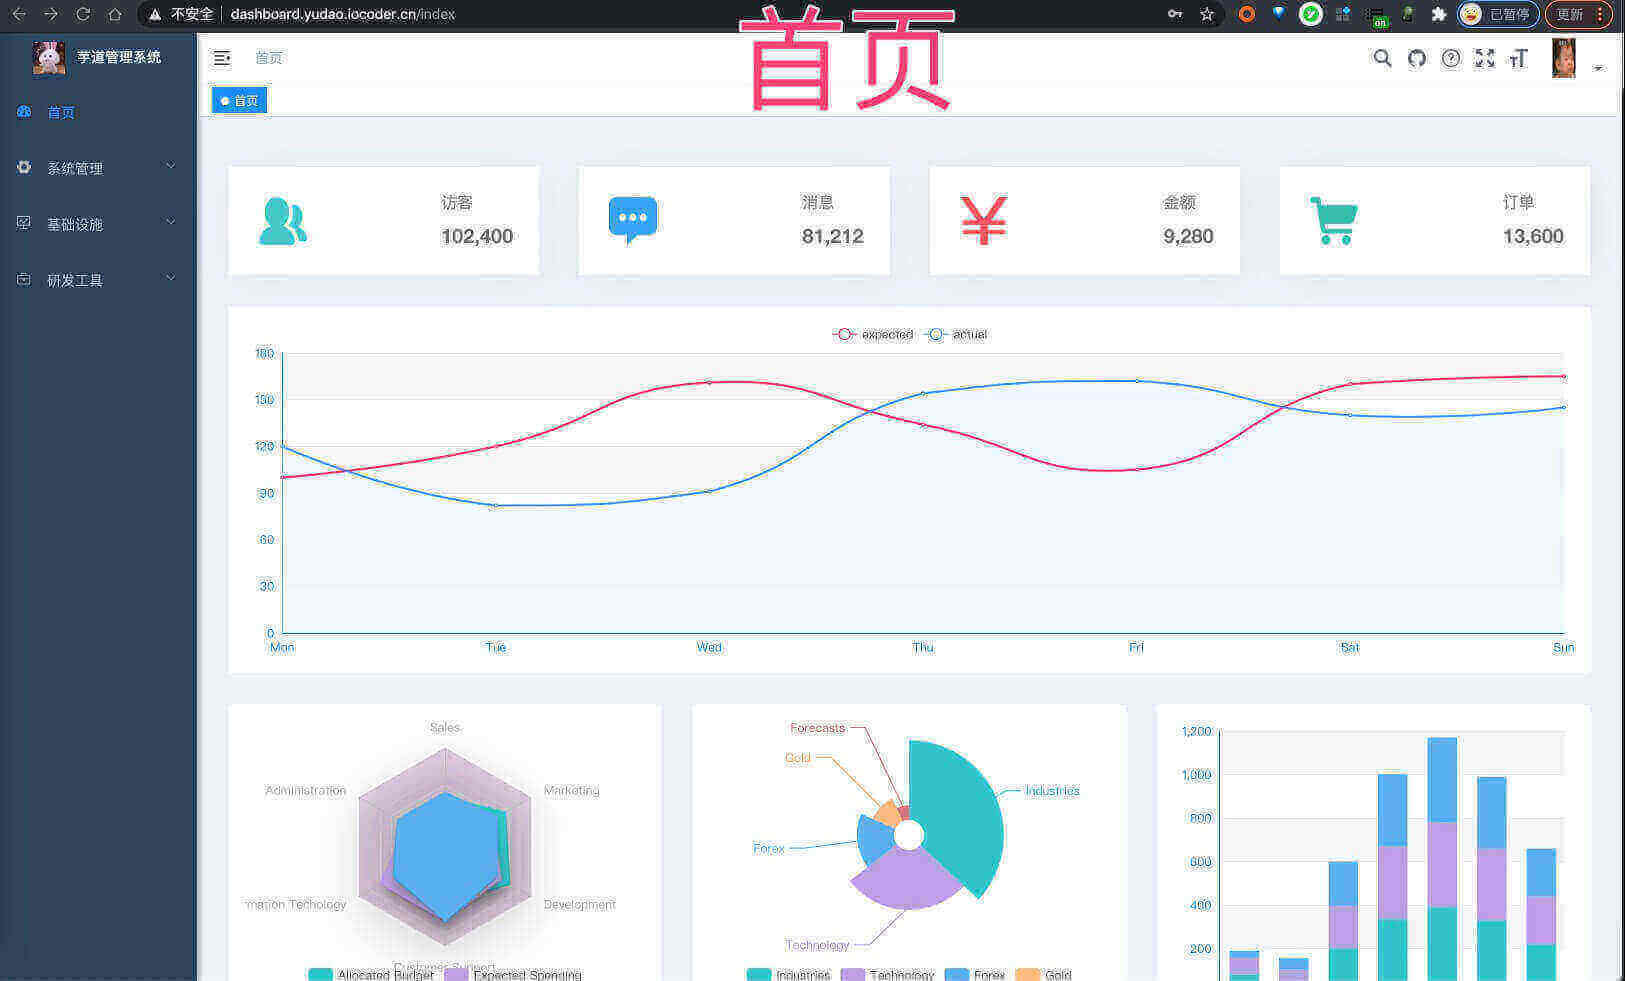 不安全 dashboard.yudao.iocoder.cn/index
on
已暂停
更新
首页
芋道管理系统
首页
首页
首页
系统管理
基础设施
研发工具
访客
102,400
消息
81,212
金额
9,280
订单
13,600
expected actual
180
150
120
90
60
30
0
Mon Tue Wed Thu Fri Sat Sun
Sales
Administration
Marketing
mation Techology
Development
Customer Support
Allocated Budget Expected Spending
Forecasts
Gold
Industries
Forex
Technology
Industries Technology Forex Gold
1,200
1,000
800
600
400
200